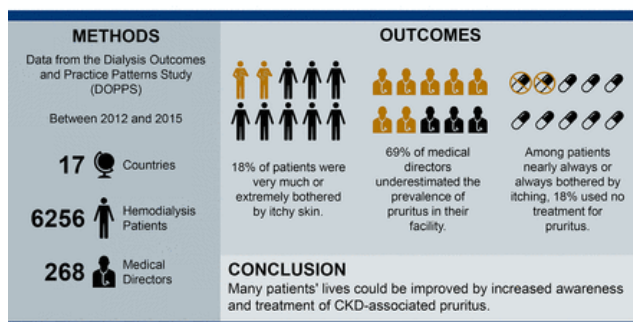 METHODS
Data from the Dialysis Outcomes
and Practice Patterns Study
(DOPPS)
Between 2012 and 2015
17 Countries
6256 Hemodialysis
Patients
268 Medical
Directors
OUTCOMES
18% of patients were
very much or
extremely bothered
by itchy skin.
69% of medical
directors
underestimated the
prevalence of
pruritus in their
facility.
Among patients
nearly always or
always bothered by
itching, 18% used no
treatment for
pruritus.
CONCLUSION
Many patients' lives could be improved by increased awareness
and treatment of CKD-associated pruritus.